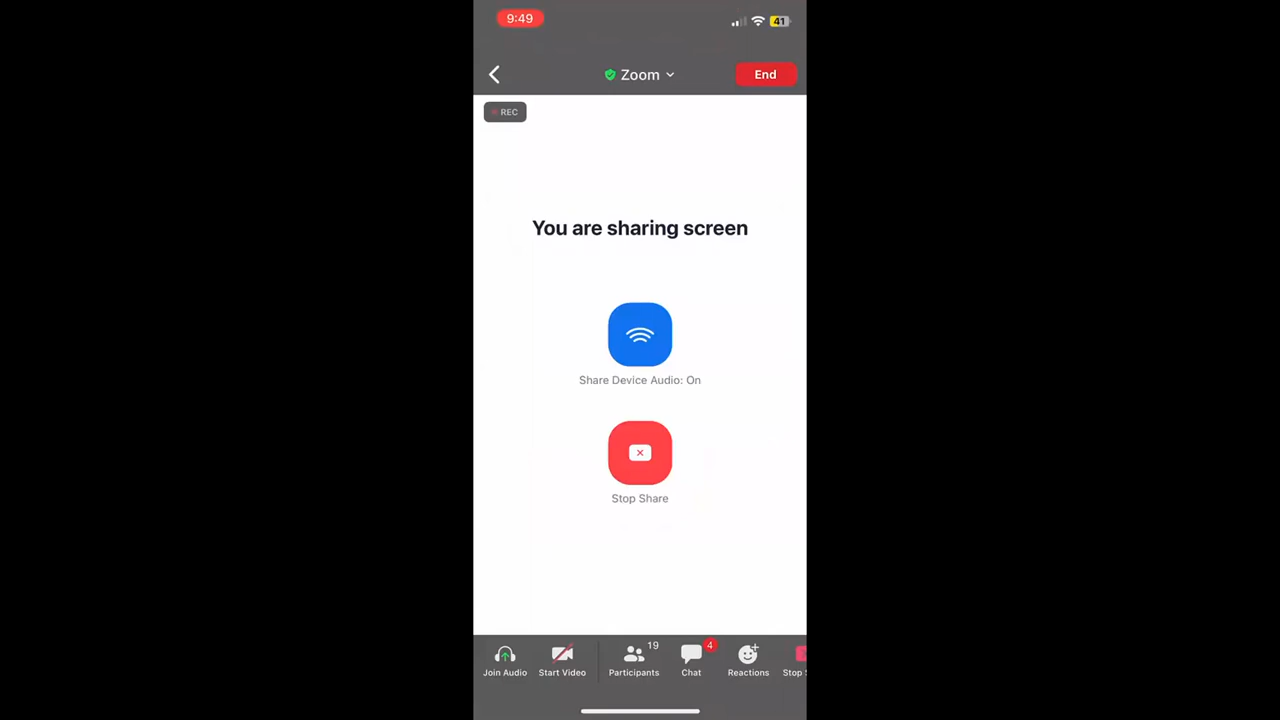 9:49
41
Zoom
End
REC
You are sharing screen
Share Device Audio: On
Stop Share
19
4
Join Audio
Start Video
Participants
Chat
Reactions
Stop S